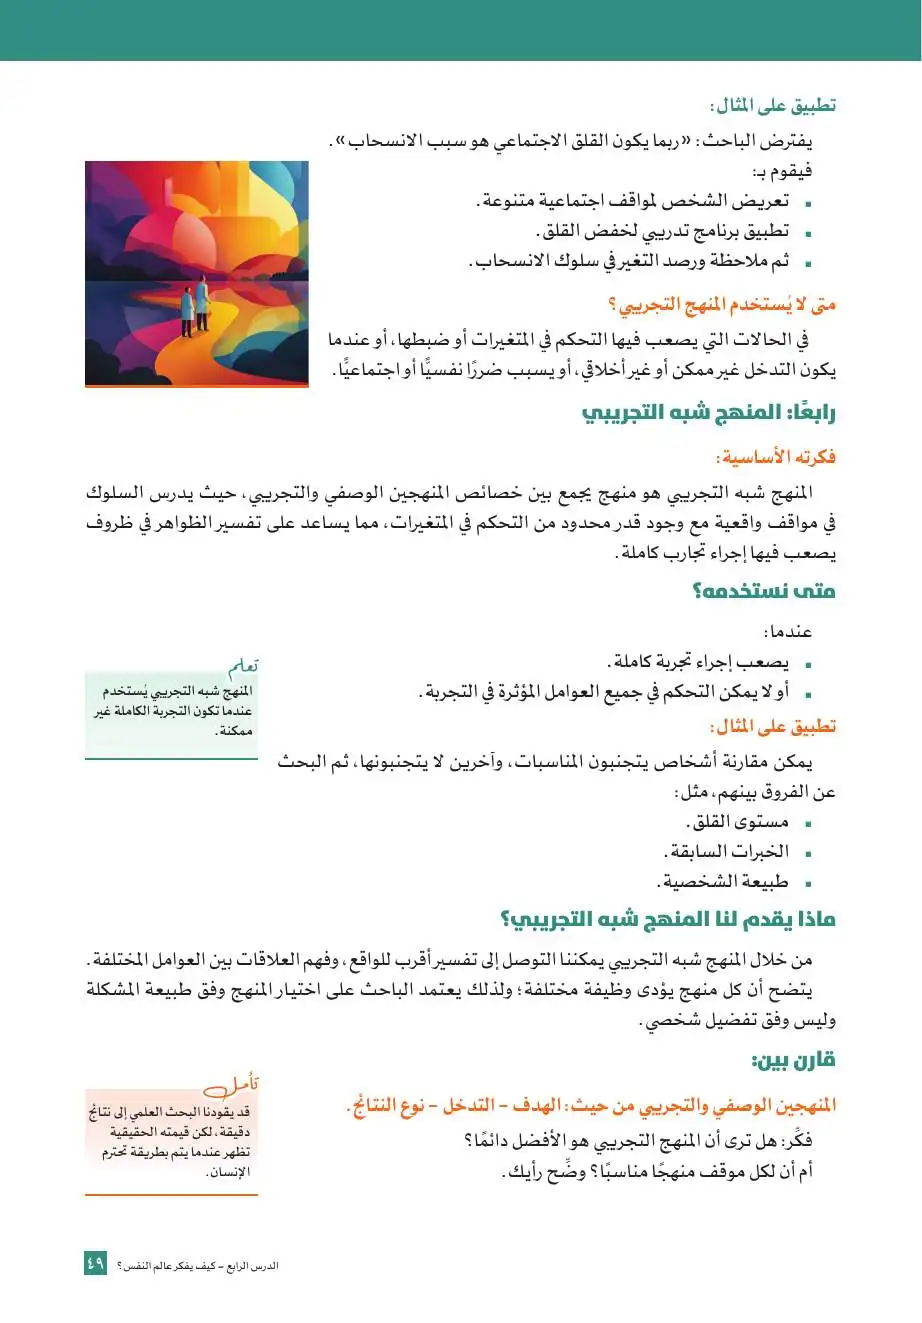 تطبيق على المثال:
يفترض الباحث: «ربما يكون القلق الاجتماعي هو سبب الانسحاب».
فيقوم بـ:
▪ تعريض الشخص لمواقف اجتماعية متنوعة.
▪ تطبيق برنامج تدريبي لخفض القلق.
▪ ثم ملاحظة ورصد التغير في سلوك الانسحاب.
متى لا يُستخدم المنهج التجريبي؟
في الحالات التي يصعب فيها التحكم في المتغيرات أو ضبطها، أو عندما
يكون التدخل غير ممكن أو غير أخلاقي، أو يسبب ضررًا نفسيًّا أو اجتماعيًّا.
رابعًا: المنهج شبه التجريبي
فكرته الأساسية:
المنهج شبه التجريبي هو منهج يجمع بين خصائص المنهجين الوصفي والتجريبي، حيث يدرس السلوك
في مواقف واقعية مع وجود قدر محدود من التحكم في المتغيرات، مما يساعد على تفسير الظواهر في ظروف
يصعب فيها إجراء تجارب كاملة.
متى نستخدمه؟
عندما:
▪ يصعب إجراء تجربة كاملة.
▪ أو لا يمكن التحكم في جميع العوامل المؤثرة في التجربة.
تعلم
المنهج شبه التجريبي يُستخدم
عندما تكون التجربة الكاملة غير
ممكنة.
تطبيق على المثال:
يمكن مقارنة أشخاص يتجنبون المناسبات، وآخرين لا يتجنبونها، ثم البحث
عن الفروق بينهم، مثل:
▪ مستوى القلق.
▪ الخبرات السابقة.
▪ طبيعة الشخصية.
ماذا يقدم لنا المنهج شبه التجريبي؟
من خلال المنهج شبه التجريبي يمكننا التوصل إلى تفسير أقرب للواقع، وفهم العلاقات بين العوامل المختلفة.
يتضح أن كل منهج يؤدى وظيفة مختلفة؛ ولذلك يعتمد الباحث على اختيار المنهج وفق طبيعة المشكلة
وليس وفق تفضيل شخصي.
قارن بين:
المنهجين الوصفي والتجريبي من حيث: الهدف - التدخل - نوع النتائج.
فكِّر: هل ترى أن المنهج التجريبي هو الأفضل دائمًا؟
أم أن لكل موقف منهجًا مناسبًا؟ وضِّح رأيك.
تأمل
قد يقودنا البحث العلمي إلى نتائج
دقيقة، لكن قيمته الحقيقية
تظهر عندما يتم بطريقة تحترم
الإنسان.
الدرس الرابع - كيف يفكر عالم النفس؟ ٤٩